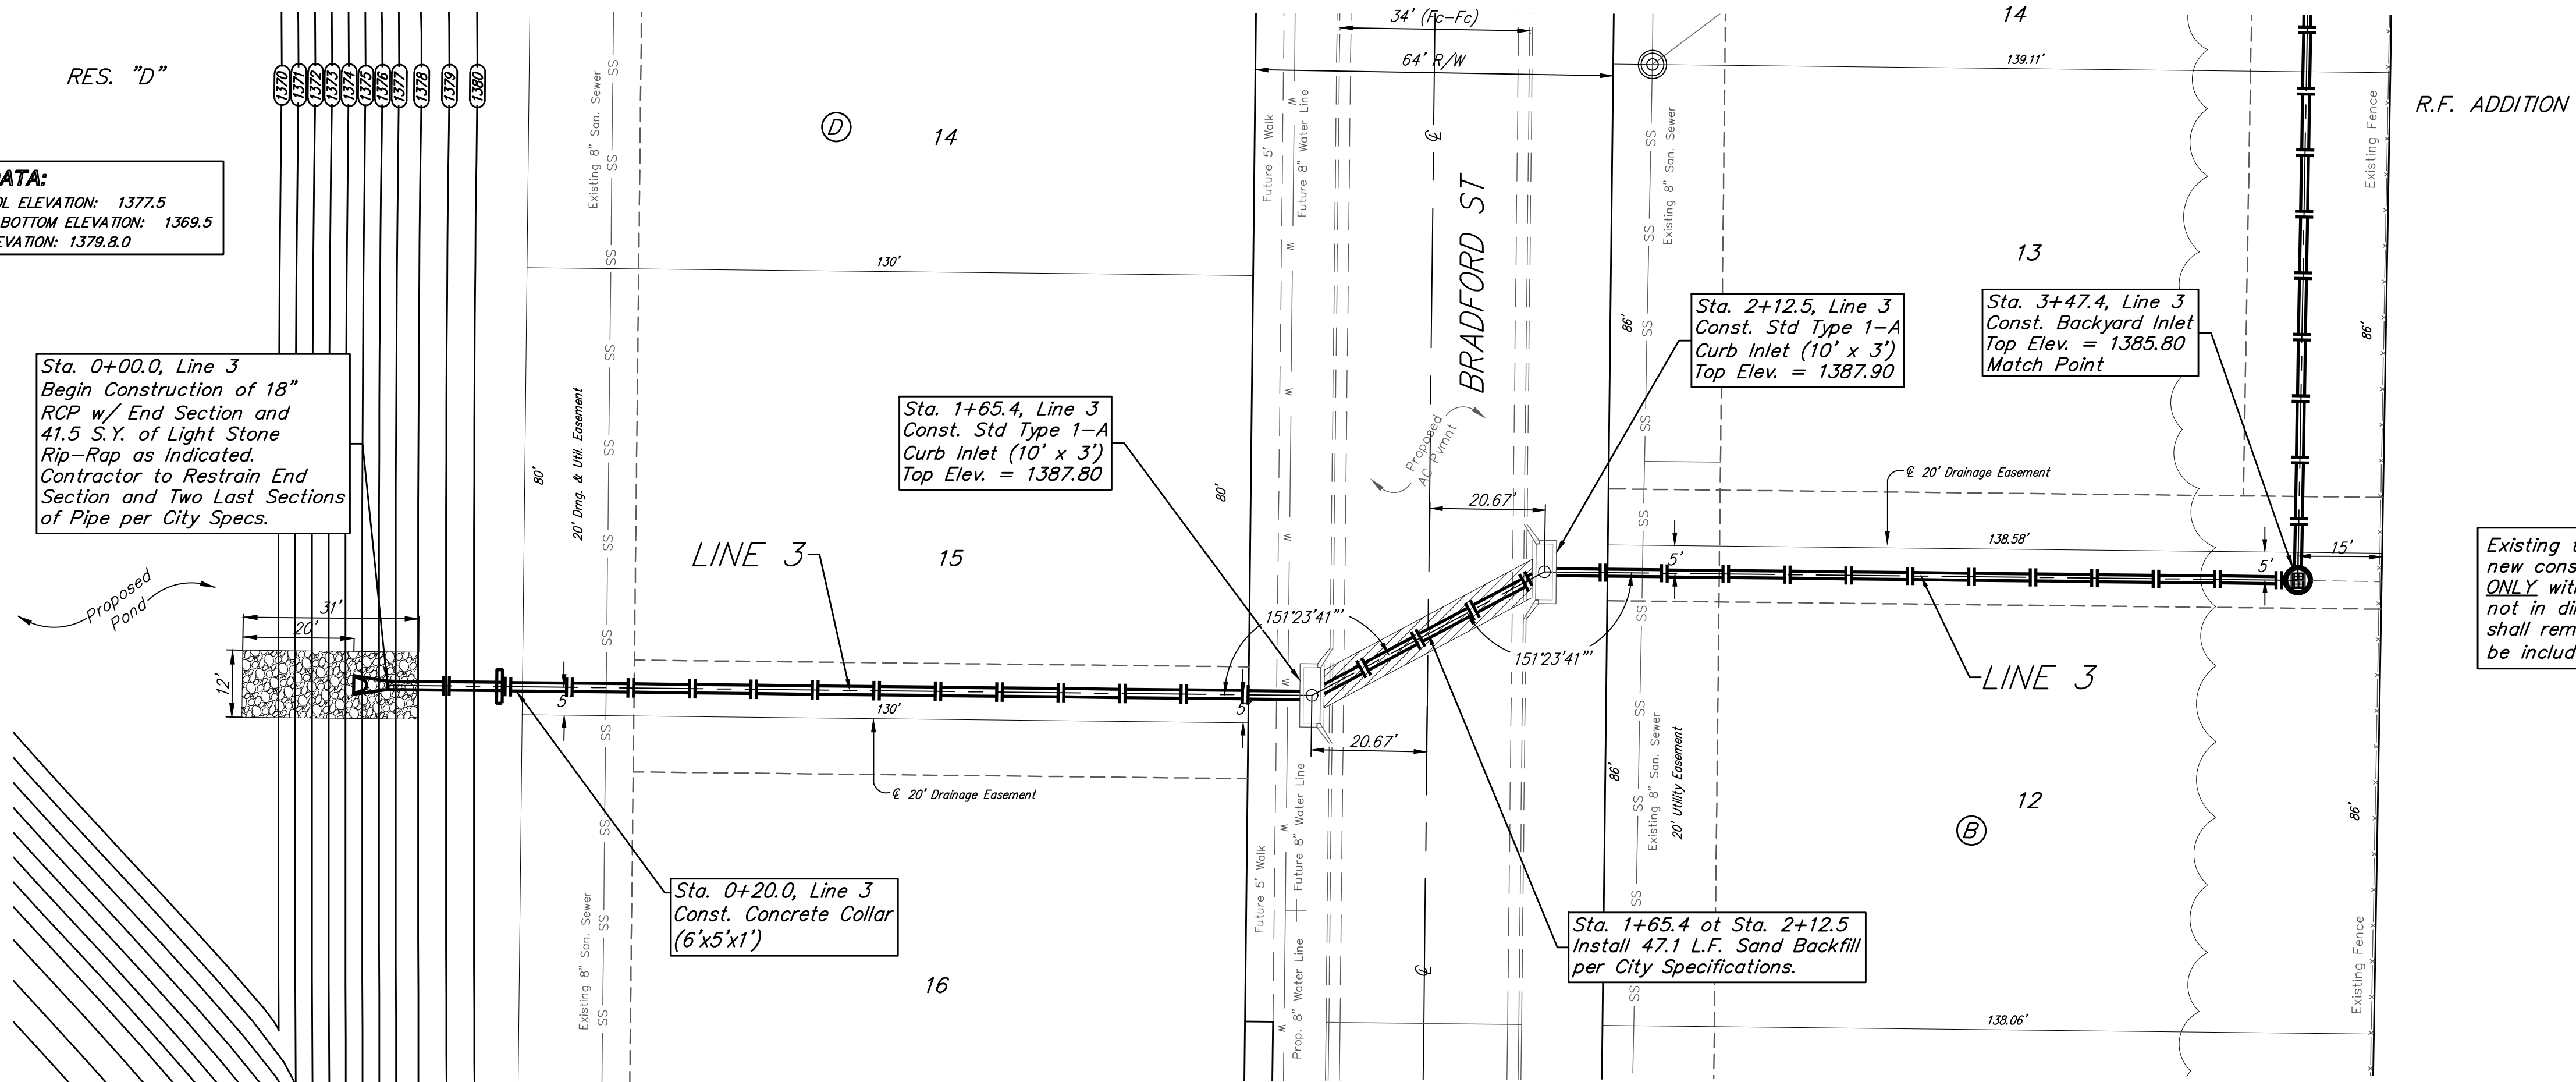 RES. "D"
1370
1371
1372
1373
1374
1375
1376
1377
1378
1379
1380
DATA:
OL ELEVATION: 1377.5
BOTTOM ELEVATION: 1369.5
EVATION: 1379.8.0
Sta. 0+00.0, Line 3
Begin Construction of 18"
RCP w/ End Section and
41.5 S.Y. of Light Stone
Rip-Rap as Indicated.
Contractor to Restrain End
Section and Two Last Sections
of Pipe per City Specs.
Proposed
Pond
31'
20'
12'
Existing 8" San. Sewer
SS
20' Drng. & Util. Easement
80'
D
14
130'
15
LINE 3
Sta. 1+65.4, Line 3
Const. Std Type 1-A
Curb Inlet (10' x 3')
Top Elev. = 1387.80
80'
5'
130'
5'
℄ 20' Drainage Easement
Sta. 0+20.0, Line 3
Const. Concrete Collar
(6'x5'x1')
Existing 8" San. Sewer
16
34' (Fc-Fc)
64' R/W
Future 5' Walk
Future 8" Water Line
W
℄
BRADFORD ST
Proposed
AC Pvmnt
20.67'
151°23'41"'
151°23'41"'
20.67'
Future 5' Walk
Future 8" Water Line
Prop. 8" Water Line
℄
Existing 8" San. Sewer
Sta. 2+12.5, Line 3
Const. Std Type 1-A
Curb Inlet (10' x 3')
Top Elev. = 1387.90
86'
14
139.11'
13
Sta. 3+47.4, Line 3
Const. Backyard Inlet
Top Elev. = 1385.80
Match Point
Existing Fence
R.F. ADDITION
86'
℄ 20' Drainage Easement
138.58'
5'
5'
15'
LINE 3
86'
Existing 8" San. Sewer
20' Utility Easement
12
B
86'
Sta. 1+65.4 ot Sta. 2+12.5
Install 47.1 L.F. Sand Backfill
per City Specifications.
138.06'
Existing Fence
Existing
new cons
ONLY wit
not in di
shall rem
be includ